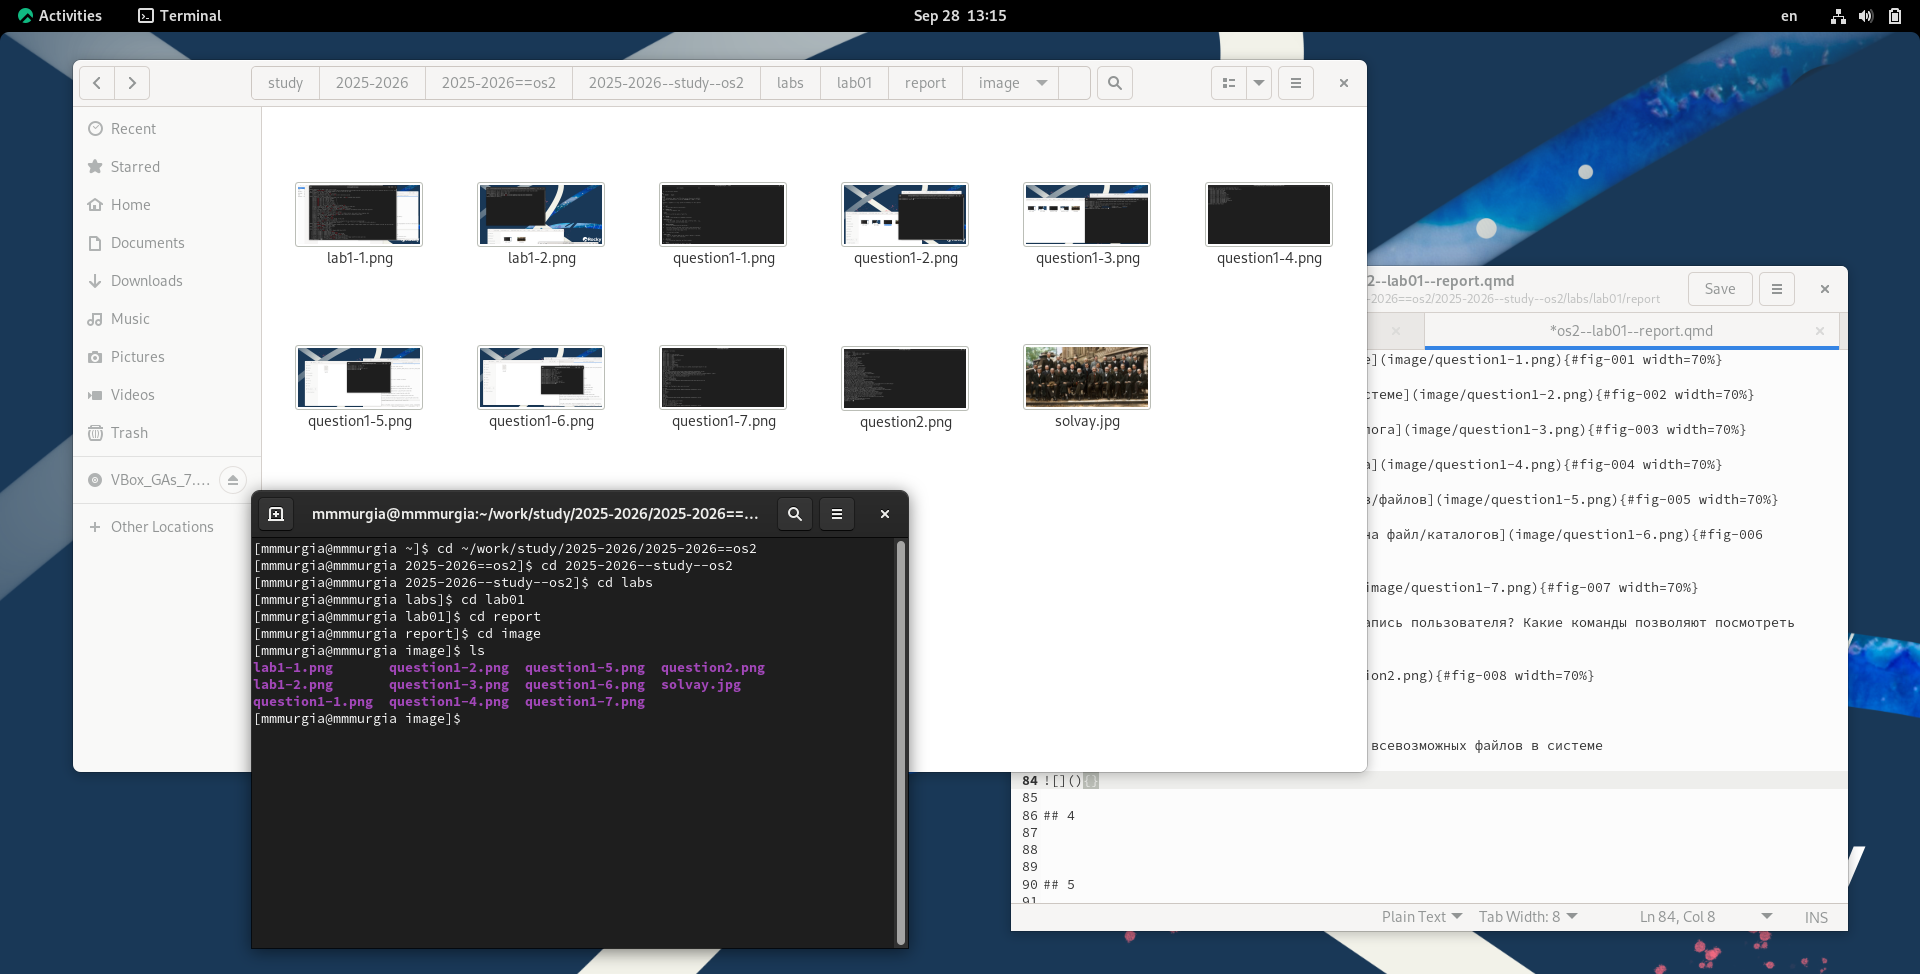 Activities
Terminal
Sep 28 13:15
en
study
2025-2026
2025-2026==os2
2025-2026--study--os2
labs
lab01
report
image
Recent
Starred
Home
Documents
Downloads
Music
Pictures
Videos
Trash
VBox_GAs_7....
Other Locations
lab1-1.png
lab1-2.png
question1-1.png
question1-2.png
question1-3.png
question1-4.png
question1-5.png
question1-6.png
question1-7.png
question2.png
solvay.jpg
mmmurgia@mmmurgia:~/work/study/2025-2026/2025-2026==...
[mmmurgia@mmmurgia ~]$ cd ~/work/study/2025-2026/2025-2026==os2
[mmmurgia@mmmurgia 2025-2026==os2]$ cd 2025-2026--study--os2
[mmmurgia@mmmurgia 2025-2026--study--os2]$ cd labs
[mmmurgia@mmmurgia labs]$ cd lab01
[mmmurgia@mmmurgia lab01]$ cd report
[mmmurgia@mmmurgia report]$ cd image
[mmmurgia@mmmurgia image]$ ls
lab1-1.png question1-2.png question1-5.png question2.png
lab1-2.png question1-3.png question1-6.png solvay.jpg
question1-1.png question1-4.png question1-7.png
[mmmurgia@mmmurgia image]$
2--lab01--report.qmd
-2026==os2/2025-2026--study--os2/labs/lab01/report
Save
*os2--lab01--report.qmd
](image/question1-1.png){#fig-001 width=70%}
стеме](image/question1-2.png){#fig-002 width=70%}
лога](image/question1-3.png){#fig-003 width=70%}
а](image/question1-4.png){#fig-004 width=70%}
в/файлов](image/question1-5.png){#fig-005 width=70%}
на файл/каталогов](image/question1-6.png){#fig-006
image/question1-7.png){#fig-007 width=70%}
апись пользователя? Какие команды позволяют посмотреть
ion2.png){#fig-008 width=70%}
всевозможных файлов в системе
84 ![](){}
85
86 ## 4
87
88
89
90 ## 5
91
Plain Text
Tab Width: 8
Ln 84, Col 8
INS